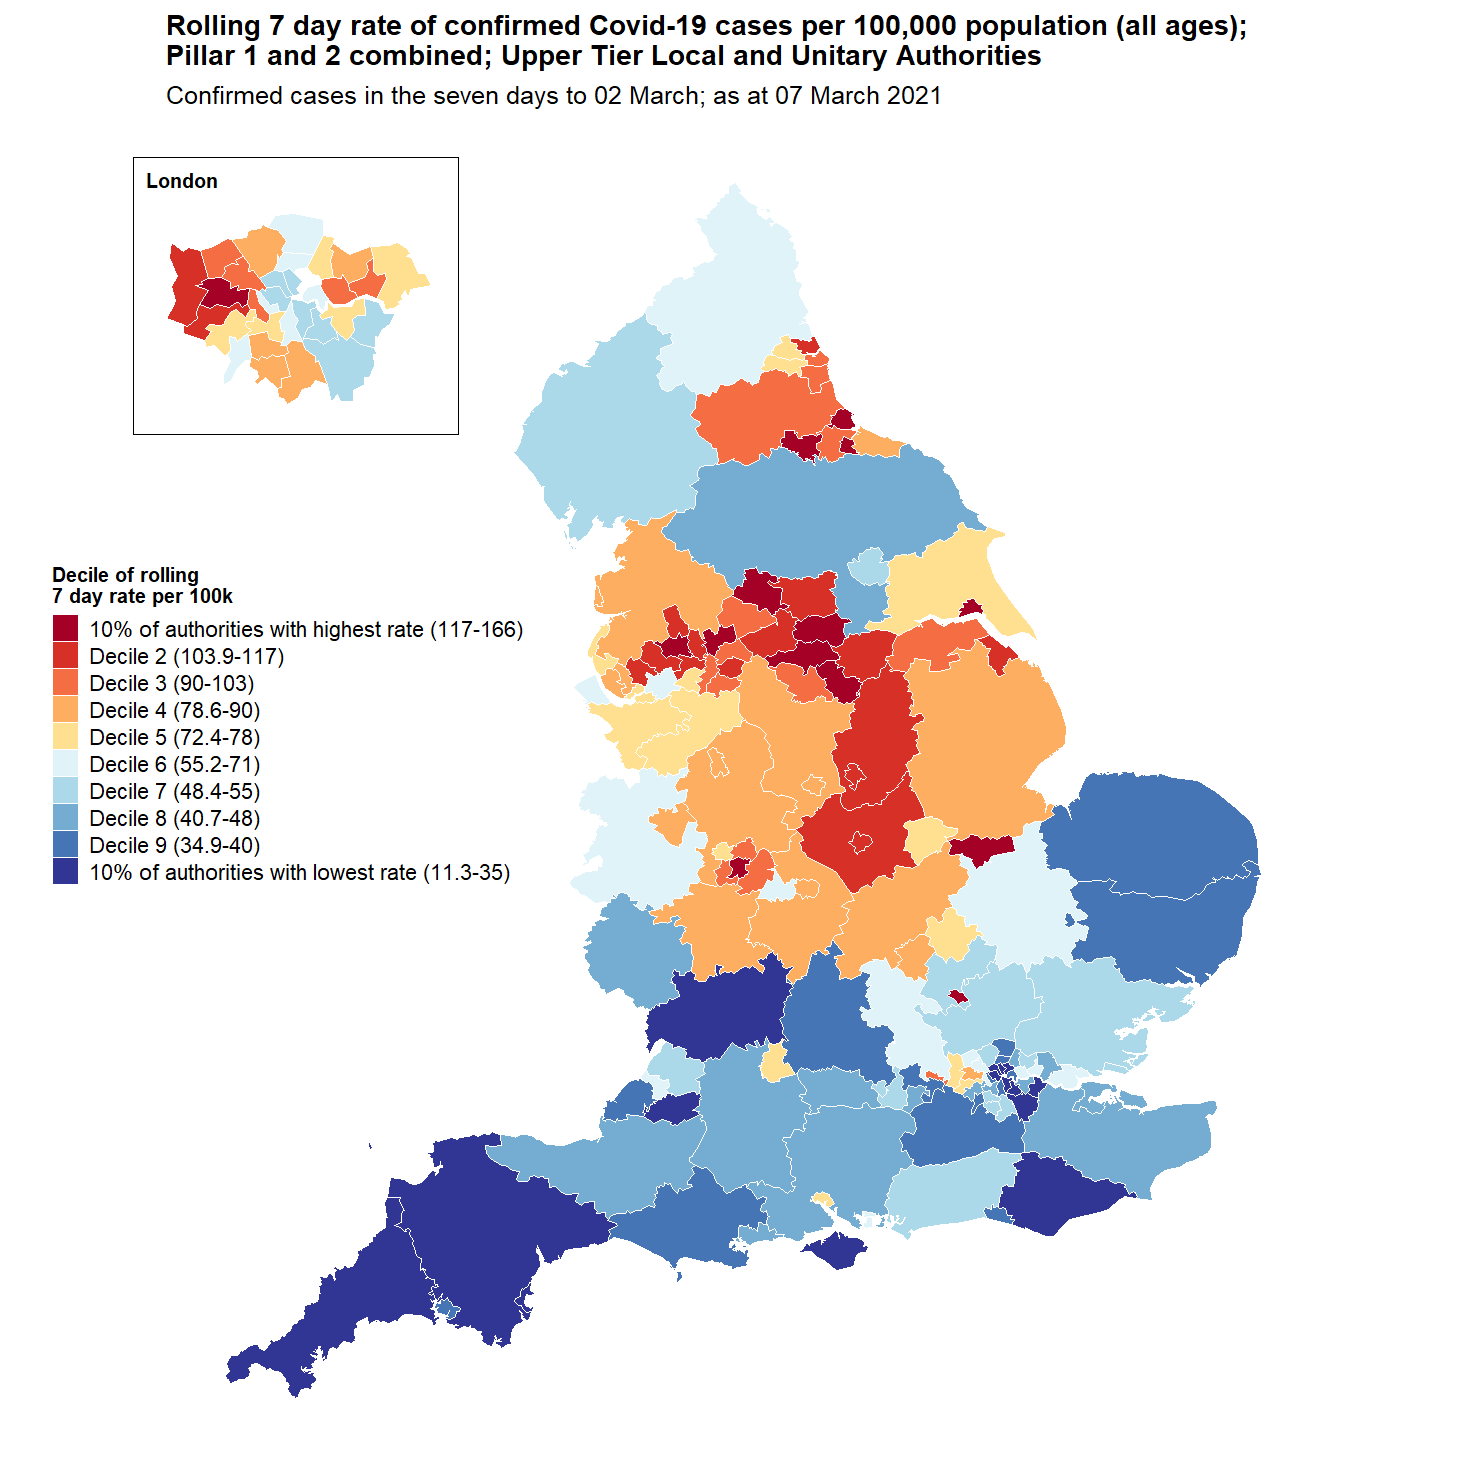 Rolling 7 day rate of confirmed Covid-19 cases per 100,000 population (all ages);
Pillar 1 and 2 combined; Upper Tier Local and Unitary Authorities
Confirmed cases in the seven days to 02 March; as at 07 March 2021
London
Decile of rolling
7 day rate per 100k
10% of authorities with highest rate (117-166)
Decile 2 (103.9-117)
Decile 3 (90-103)
Decile 4 (78.6-90)
Decile 5 (72.4-78)
Decile 6 (55.2-71)
Decile 7 (48.4-55)
Decile 8 (40.7-48)
Decile 9 (34.9-40)
10% of authorities with lowest rate (11.3-35)